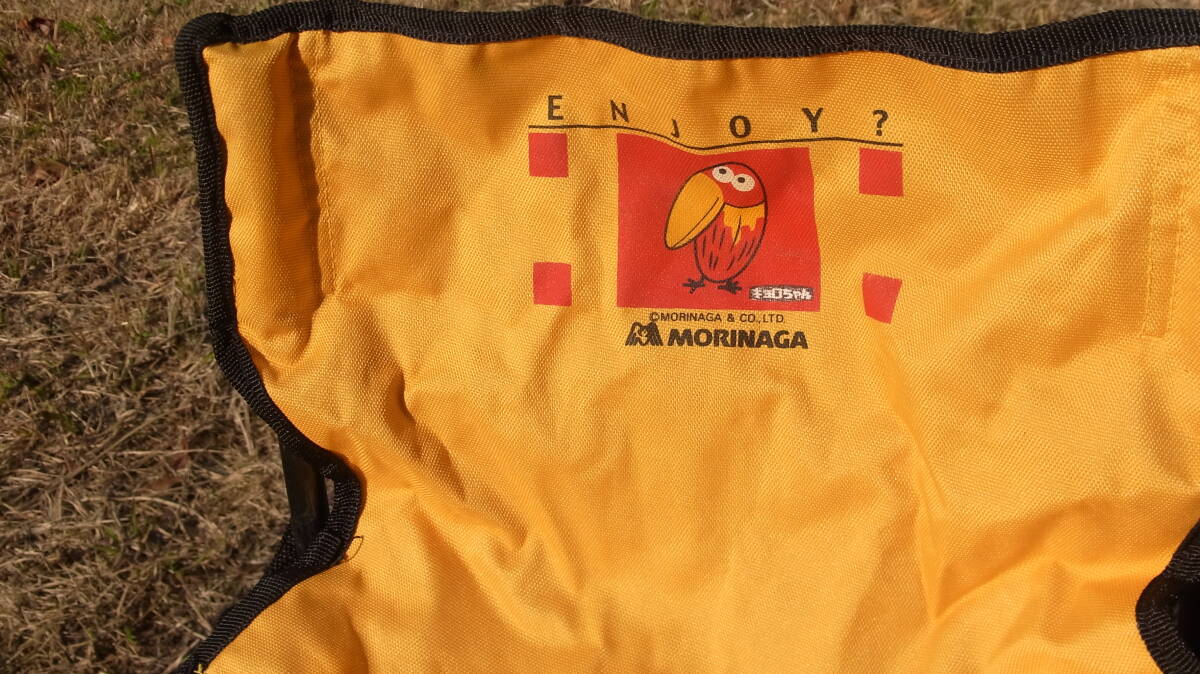 ENJOY?
キョロちゃん
©MORINAGA & CO.,LTD.
MORINAGA